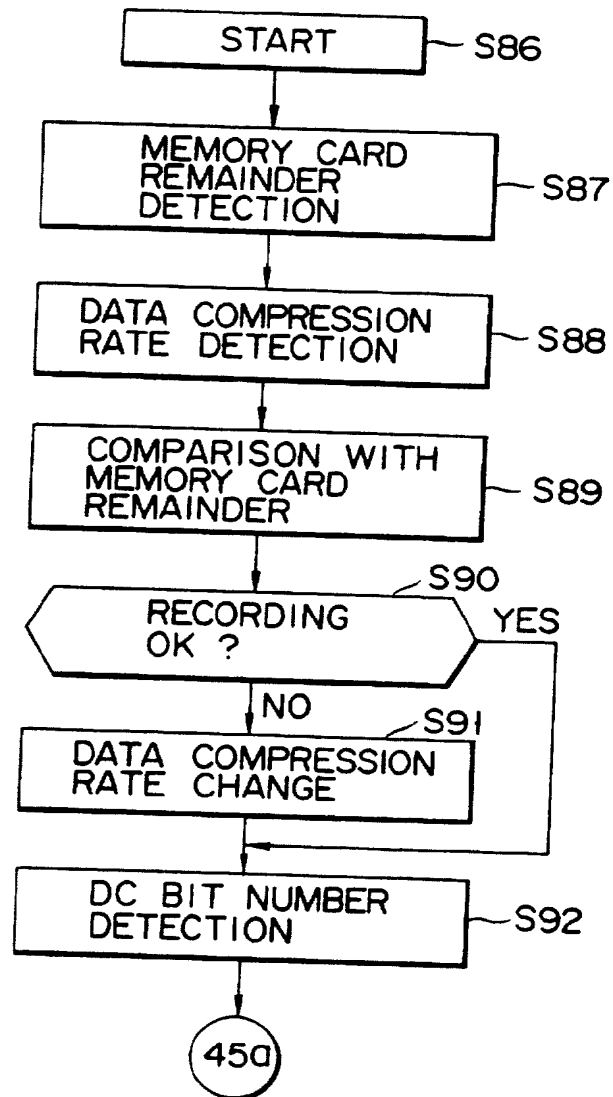 START
S86
MEMORY CARD
REMAINDER
DETECTION
S87
DATA COMPRESSION
RATE DETECTION
S88
COMPARISON WITH
MEMORY CARD
REMAINDER
S89
S90
RECORDING
OK ?
YES
NO
S91
DATA COMPRESSION
RATE CHANGE
DC BIT NUMBER
DETECTION
S92
45a